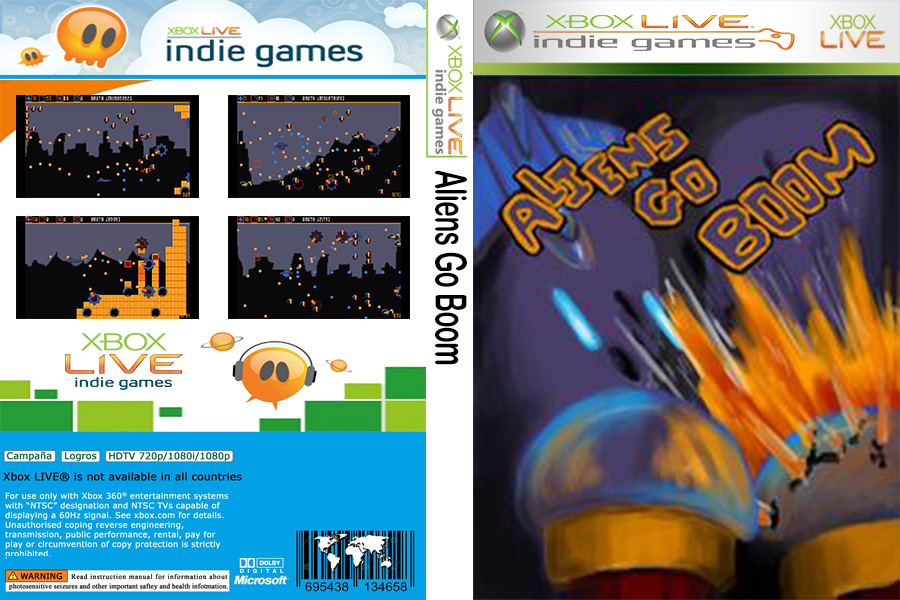 XBOX LIVE
indie games
XBOX LIVE
indie games
Campaña Logros HDTV 720p/1080i/1080p
Xbox LIVE® is not available in all countries
For use only with Xbox 360® entertainment systems
with “NTSC” designation and NTSC TVs capable of
displaying a 60Hz signal. See xbox.com for details.
Unauthorised coping reverse engineering,
transmission, public performance, rental, pay for
play or circumvention of copy protection is strictly
prohibited.
WARNING Read instruction manual for information about
photosensitive seizures and other important saftey and health infotmation.
DOLBY
DIGITAL
Microsoft
695438 134658
XBOX LIVE
indie games
Aliens Go Boom
XBOX LIVE
indie games
XBOX
LIVE
ALIENS
GO
BOOM